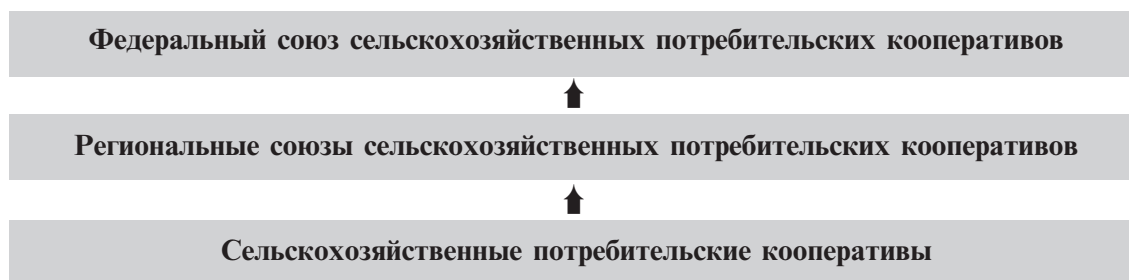 Федеральный союз сельскохозяйственных потребительских кооперативов
Региональные союзы сельскохозяйственных потребительских кооперативов
Сельскохозяйственные потребительские кооперативы